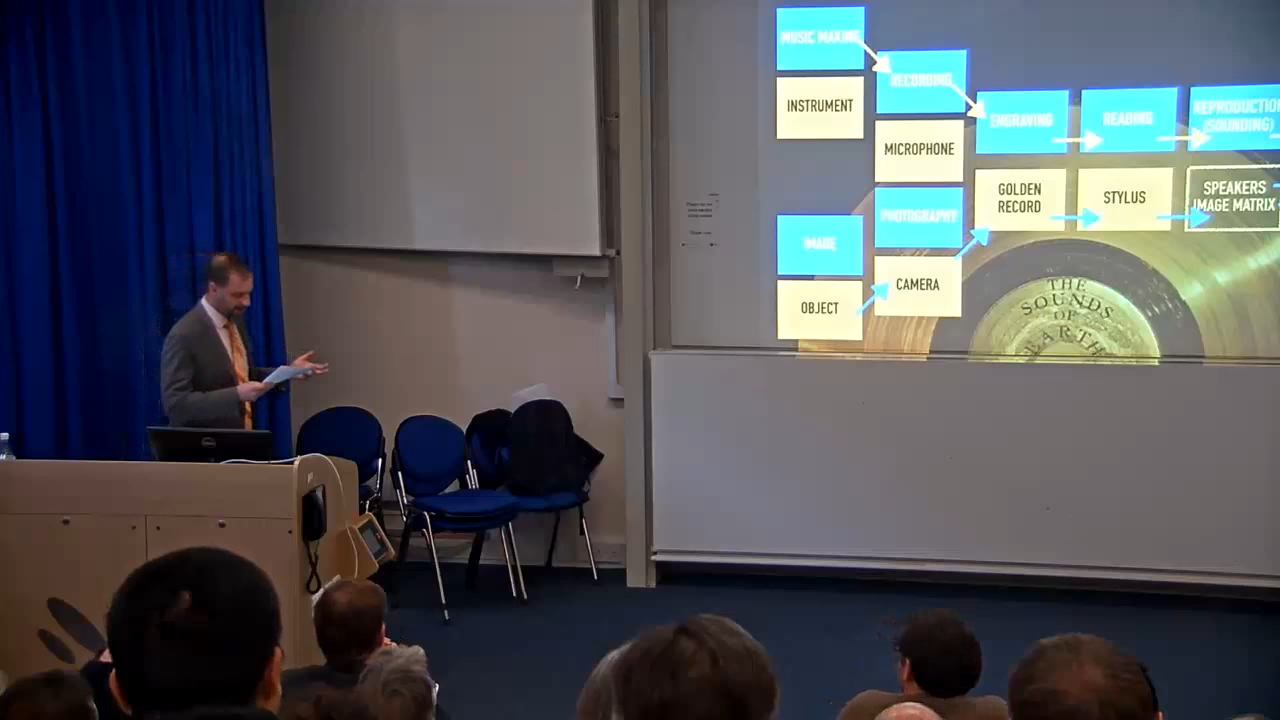 MUSIC MAKING
INSTRUMENT
RECORDING
MICROPHONE
ENGRAVING
GOLDEN
RECORD
READING
STYLUS
REPRODUCTIO
(SOUNDING)
SPEAKERS
IMAGE MATRIX
IMAGE
OBJECT
PHOTOGRAPHY
CAMERA
THE
SOUNDS
OF
EARTH